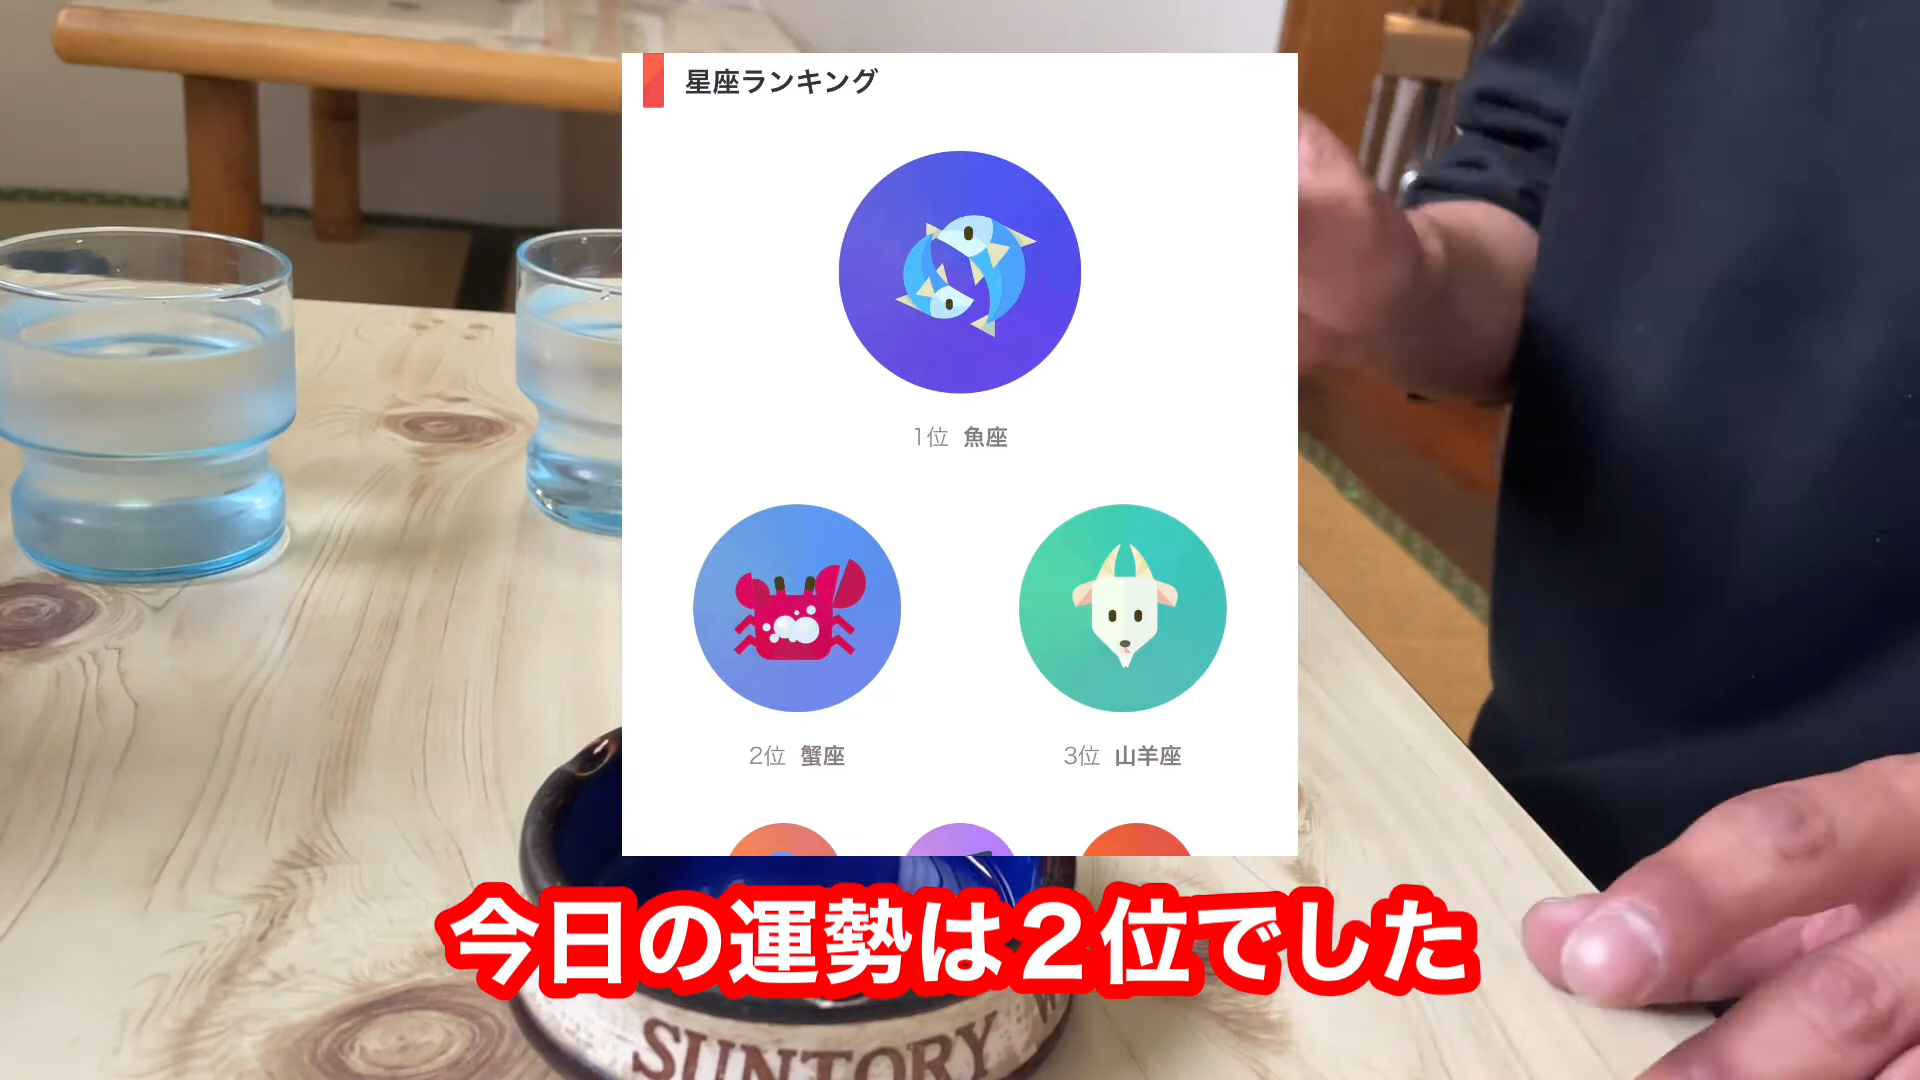 星座ランキング
1位 魚座
2位 蟹座
3位 山羊座
今日の運勢は2位でした
SUNTORY W